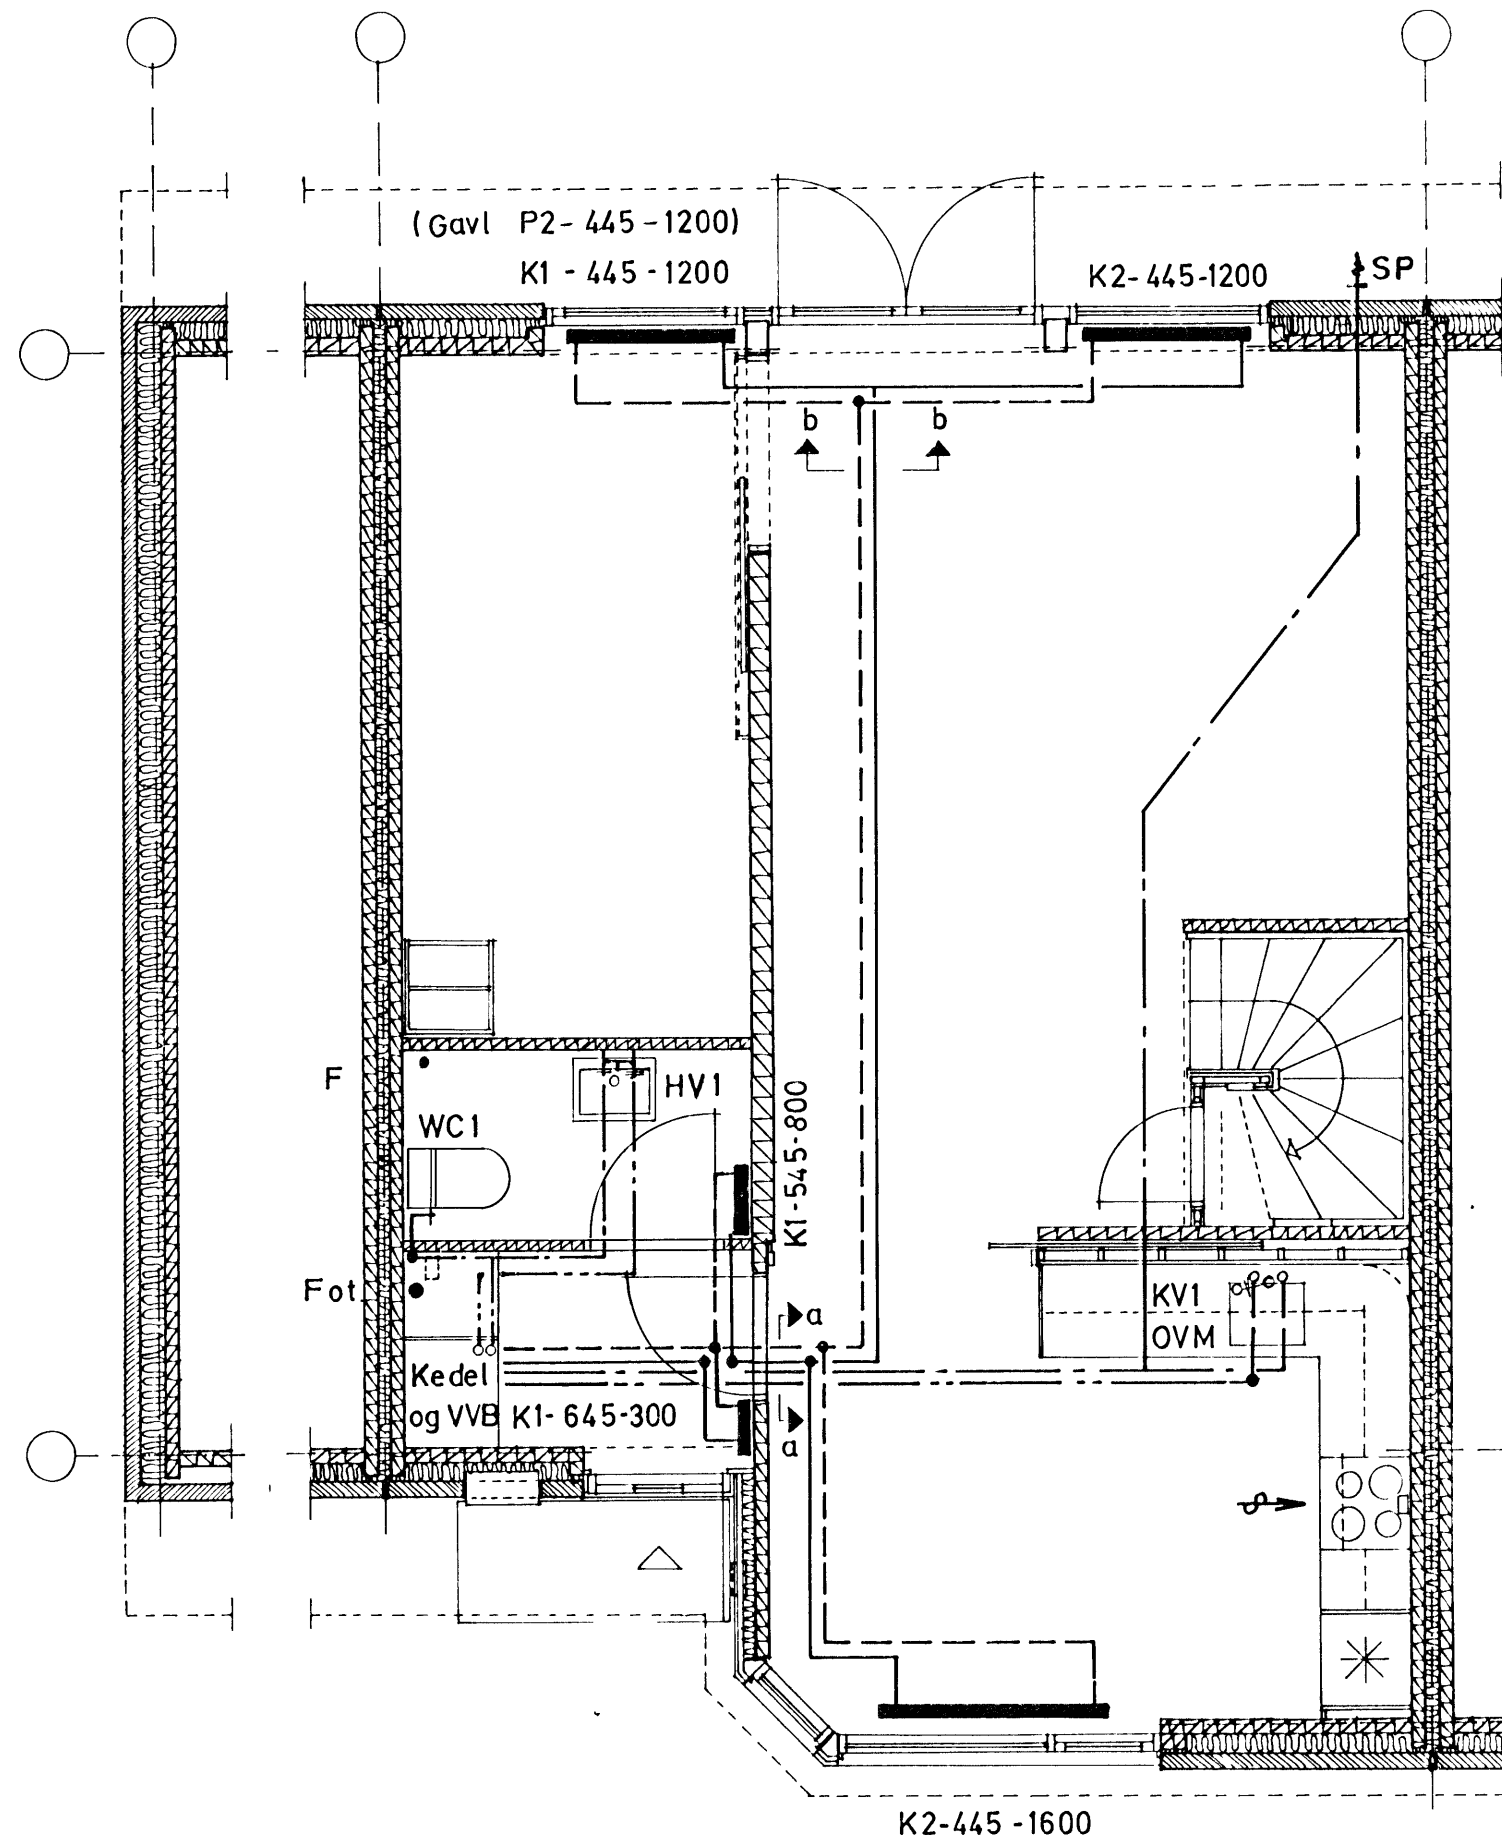 (Gavl P2-445-1200)
K1-445-1200
K2-445-1200
SP
b
b
F
HV1
WC1
K1-545-800
Fot.
a
KV1
OVM
Kedel
og VVB
K1-645-300
a
K2-445-1600